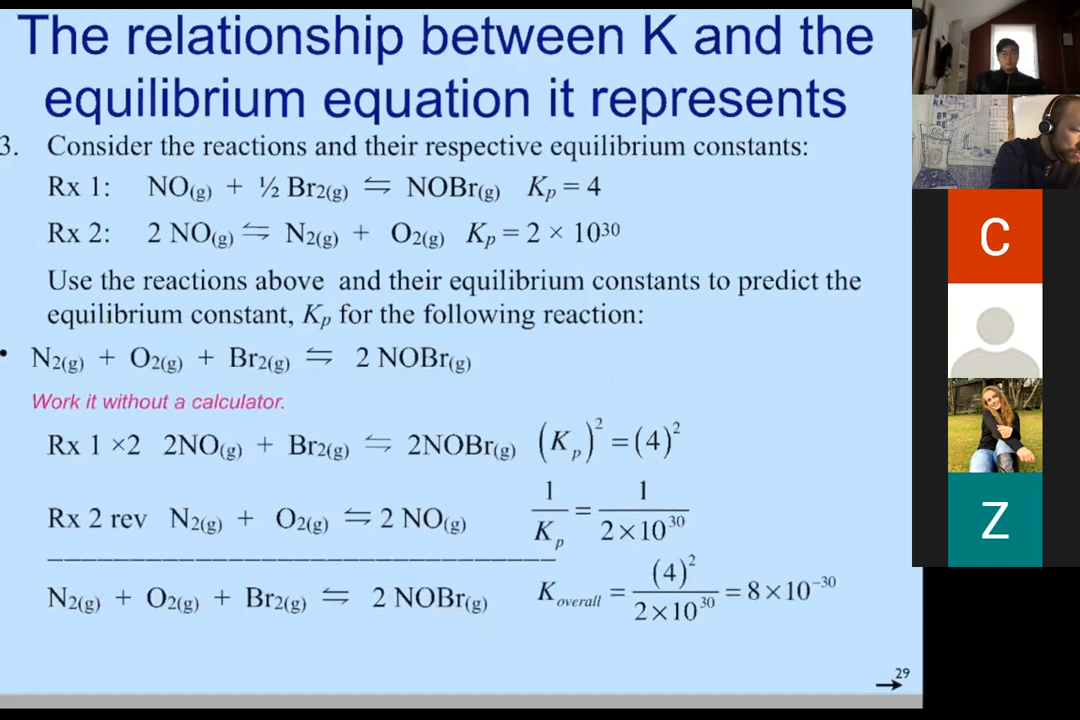 The relationship between K and the
equilibrium equation it represents
3. Consider the reactions and their respective equilibrium constants:
Rx 1: NO(g) + ½ Br2(g) ⇋ NOBr(g) Kp = 4
Rx 2: 2 NO(g) ⇋ N2(g) + O2(g) Kp = 2 × 10^30
Use the reactions above and their equilibrium constants to predict the
equilibrium constant, Kp for the following reaction:
• N2(g) + O2(g) + Br2(g) ⇋ 2 NOBr(g)
Work it without a calculator.
Rx 1 ×2 2NO(g) + Br2(g) ⇋ 2NOBr(g) (Kp)^2 = (4)^2
Rx 2 rev N2(g) + O2(g) ⇋ 2 NO(g) 1/Kp = 1/(2×10^30)
N2(g) + O2(g) + Br2(g) ⇋ 2 NOBr(g) Koverall = (4)^2/(2×10^30) = 8×10^-30
29
C
Z